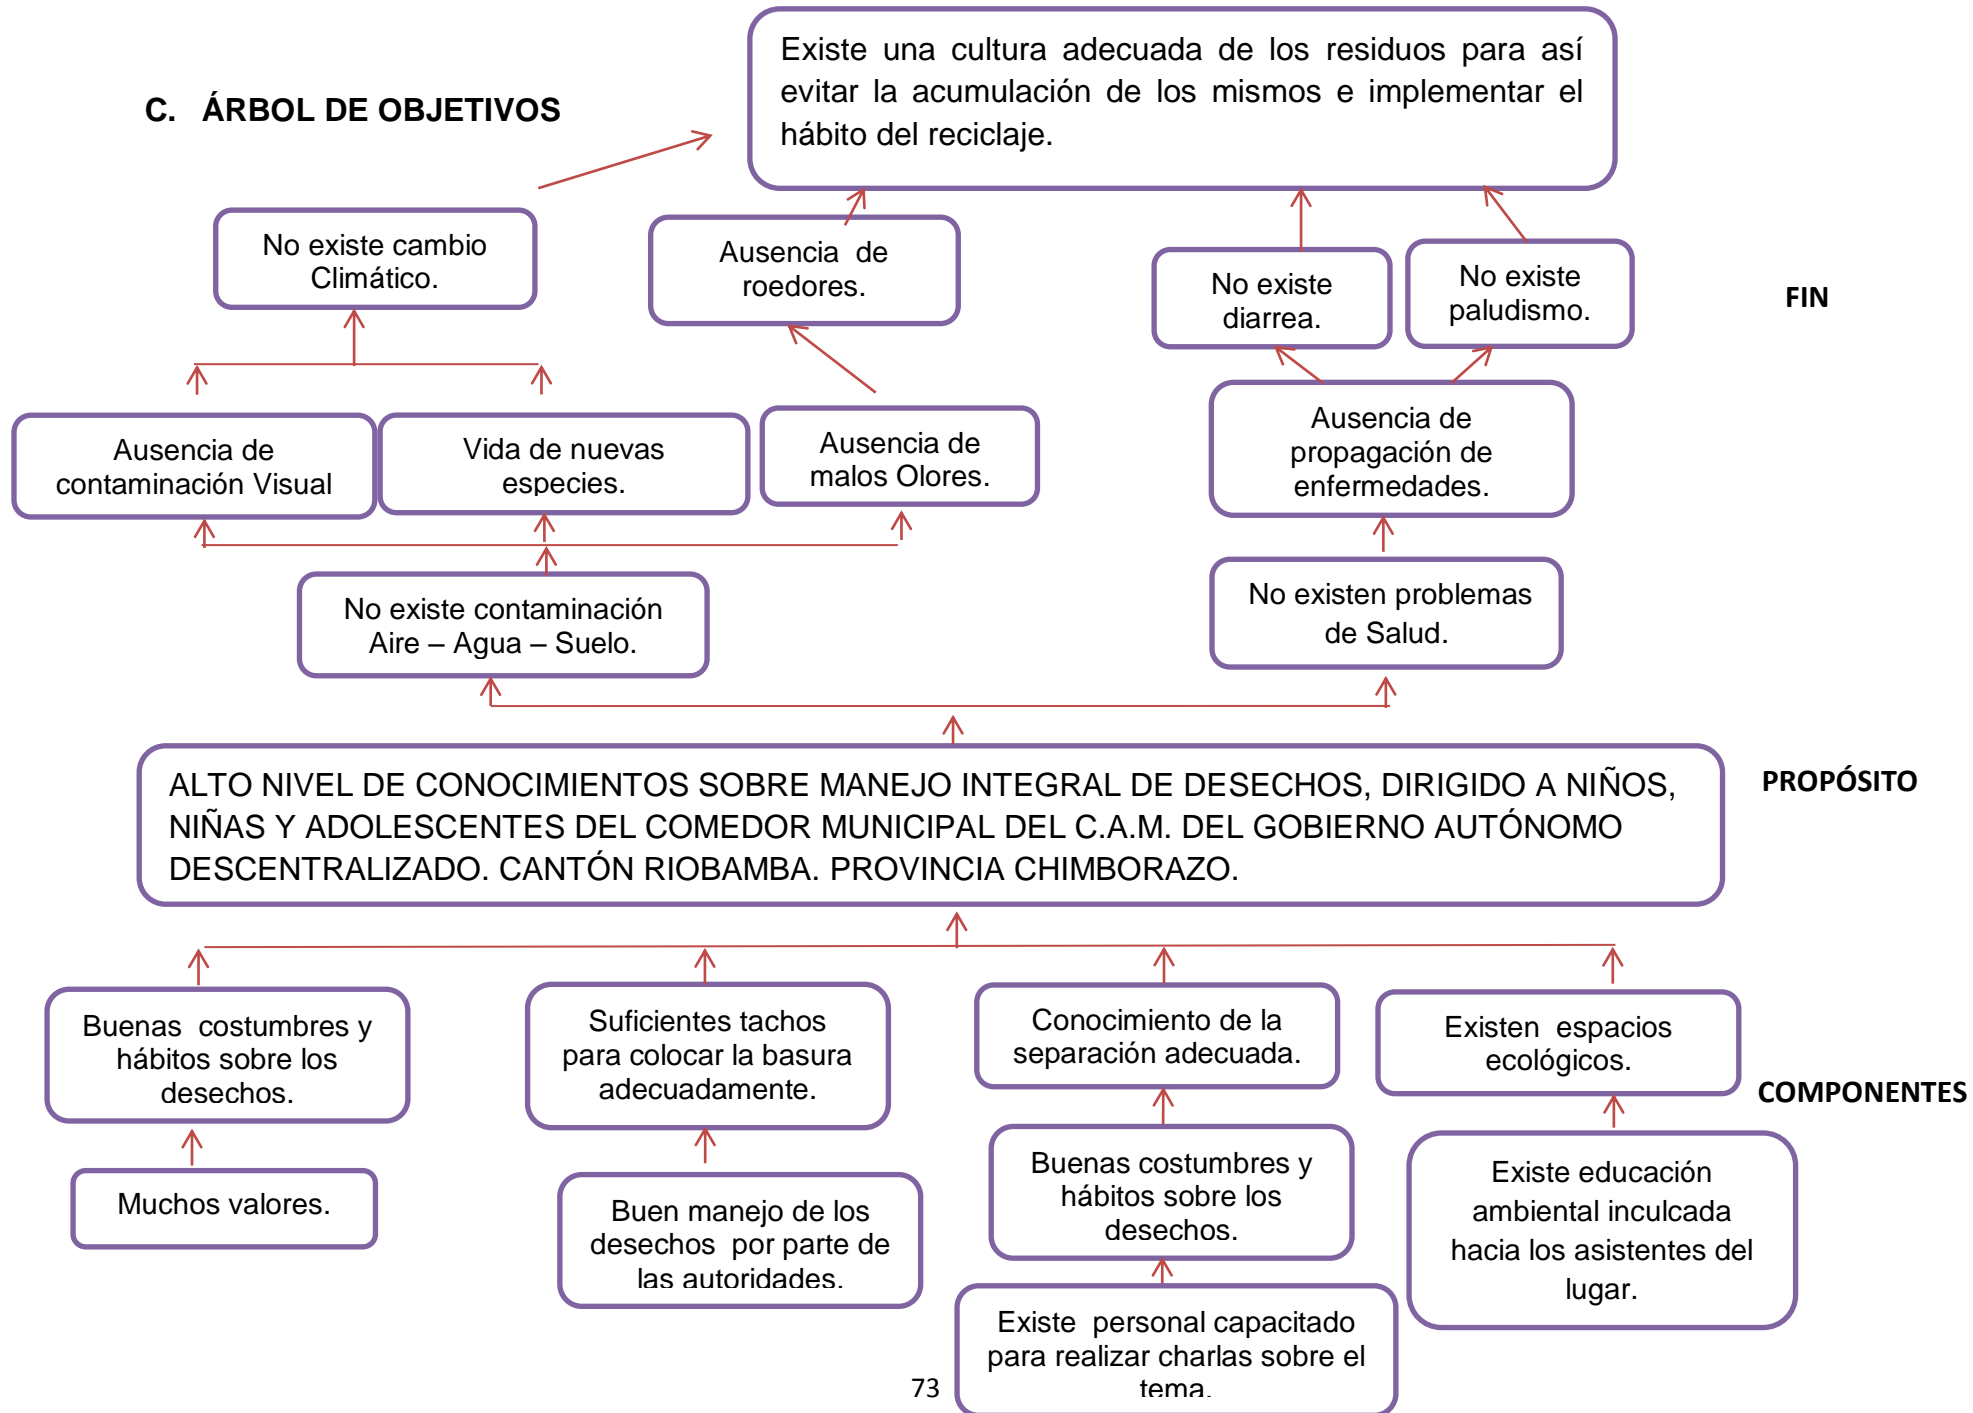 Existe una cultura adecuada de los residuos para así
evitar la acumulación de los mismos e implementar el
hábito del reciclaje.
C. ÁRBOL DE OBJETIVOS
No existe cambio
Climático.
Ausencia de
roedores.
No existe
diarrea.
No existe
paludismo.
FIN
Ausencia de
contaminación Visual
Vida de nuevas
especies.
Ausencia de
malos Olores.
Ausencia de
propagación de
enfermedades.
No existe contaminación
Aire – Agua – Suelo.
No existen problemas
de Salud.
ALTO NIVEL DE CONOCIMIENTOS SOBRE MANEJO INTEGRAL DE DESECHOS, DIRIGIDO A NIÑOS,
NIÑAS Y ADOLESCENTES DEL COMEDOR MUNICIPAL DEL C.A.M. DEL GOBIERNO AUTÓNOMO
DESCENTRALIZADO. CANTÓN RIOBAMBA. PROVINCIA CHIMBORAZO.
PROPÓSITO
Buenas costumbres y
hábitos sobre los
desechos.
Suficientes tachos
para colocar la basura
adecuadamente.
Conocimiento de la
separación adecuada.
Existen espacios
ecológicos.
COMPONENTES
Muchos valores.
Buen manejo de los
desechos por parte de
las autoridades.
Buenas costumbres y
hábitos sobre los
desechos.
Existe educación
ambiental inculcada
hacia los asistentes del
lugar.
Existe personal capacitado
para realizar charlas sobre el
tema.
73